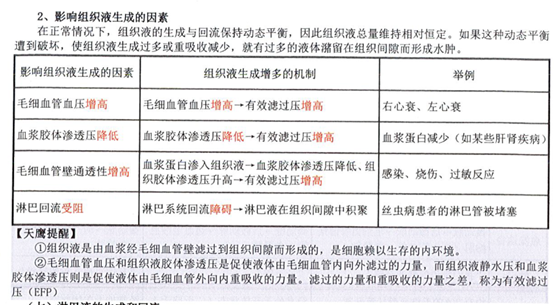 2、影响组织液生成的因素
在正常情况下，组织液的生成与回流保持动态平衡，因此组织液总量维持相对恒定。如果这种动态平衡
遭到破坏，使组织液生成过多或重吸收减少，就有过多的液体潴留在组织间隙而形成水肿。
影响组织液生成的因素 组织液生成增多的机制 举例
毛细血管血压增高 毛细血管血压增高→有效滤过压增高 右心衰、左心衰
血浆胶体渗透压降低 血浆胶体渗透压降低→有效滤过压增高 血浆蛋白减少（如某些肝肾疾病）
毛细血管壁通透性增高 血浆蛋白渗入组织液→血浆胶体渗透压降低、组
织胶体渗透压升高→有效滤过压增高 感染、烧伤、过敏反应
淋巴回流受阻 淋巴系统回流障碍→淋巴液在组织间隙中积聚 丝虫病患者的淋巴管被堵塞
【天鹰提醒】
①组织液是由血浆经毛细血管壁滤过到组织间隙而形成的，是细胞赖以生存的内环境。
②毛细血管血压和组织液胶体渗透压是促使液体由毛细血管内向外滤过的力量，而组织液静水压和血浆
胶体渗透压则是促使液体由毛细血管外向内重吸收的力量。滤过的力量和重吸收的力量之差，称为有效滤过
压（EFP）